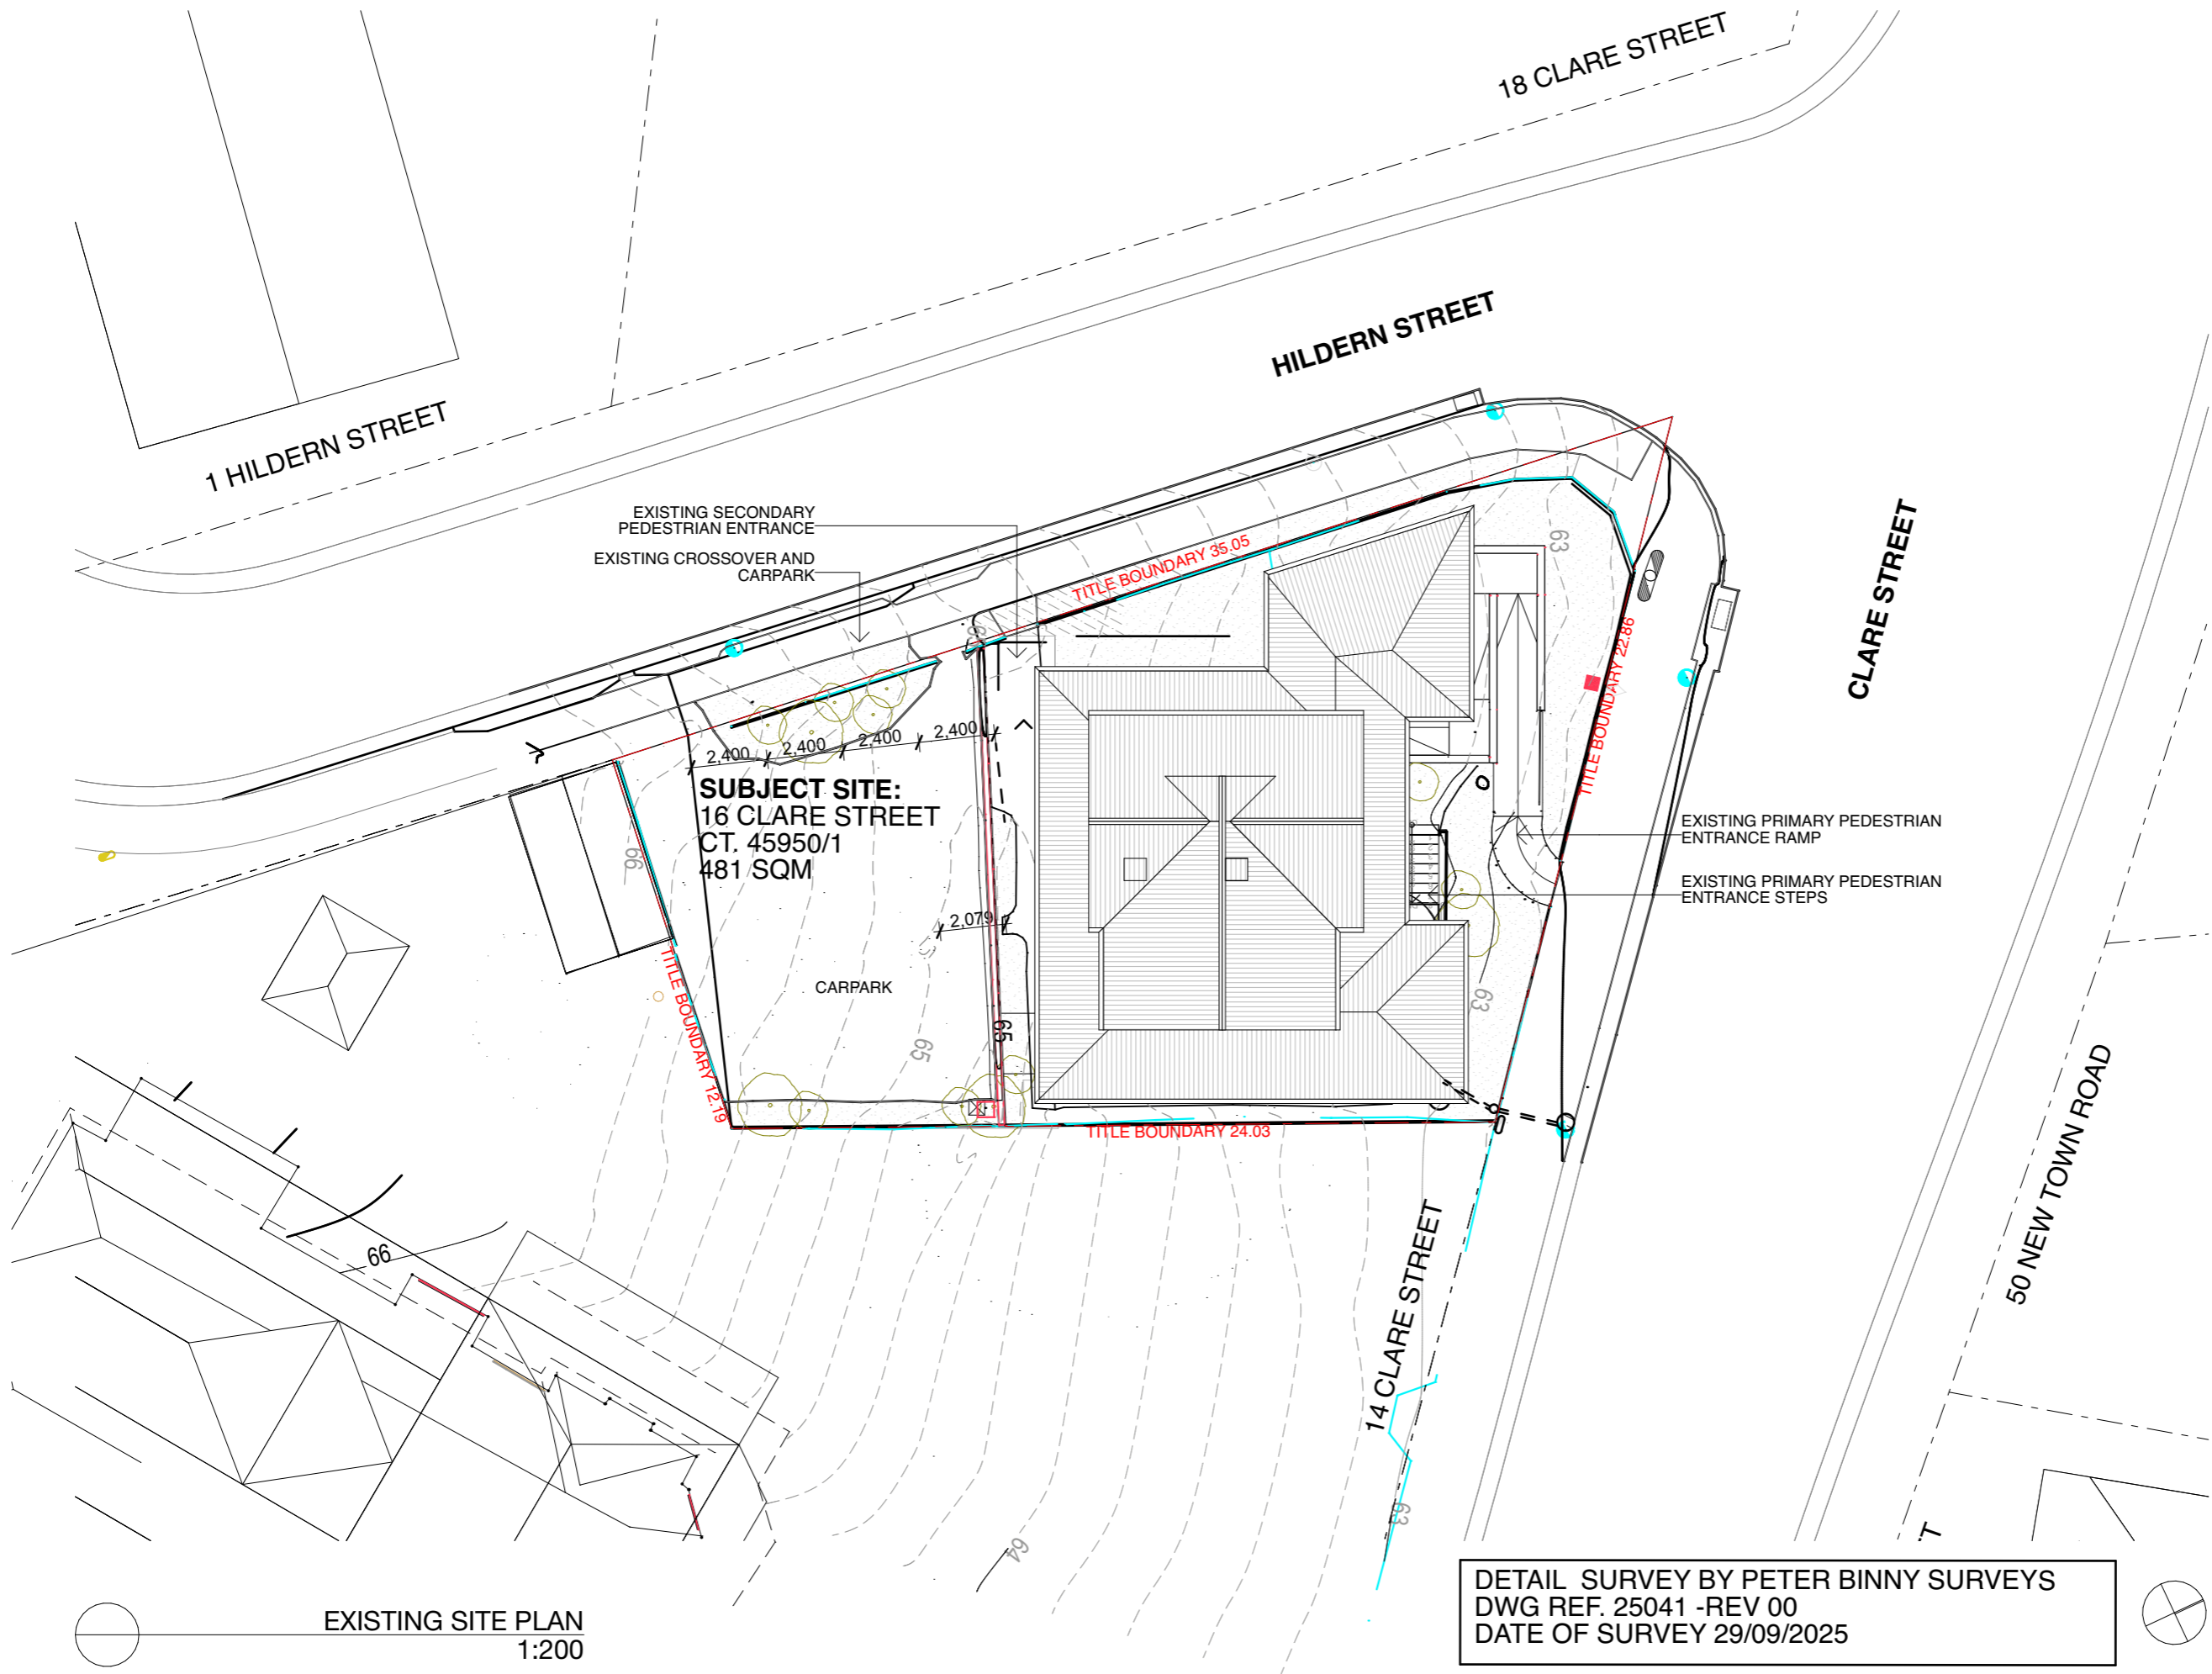 18 CLARE STREET
HILDERN STREET
1 HILDERN STREET
CLARE STREET
EXISTING SECONDARY
PEDESTRIAN ENTRANCE
EXISTING CROSSOVER AND
CARPARK
TITLE BOUNDARY 35.05
63
65
TITLE BOUNDARY 22.86
2,400
2,400
2,400
2,400
SUBJECT SITE:
16 CLARE STREET
CT. 45950/1
481 SQM
66
EXISTING PRIMARY PEDESTRIAN
ENTRANCE RAMP
EXISTING PRIMARY PEDESTRIAN
ENTRANCE STEPS
2,079
CARPARK
TITLE BOUNDARY 12.19
65
65
63
TITLE BOUNDARY 24.03
66
14 CLARE STREET
50 NEW TOWN ROAD
63
64
EXISTING SITE PLAN
1:200
DETAIL SURVEY BY PETER BINNY SURVEYS
DWG REF. 25041 -REV 00
DATE OF SURVEY 29/09/2025